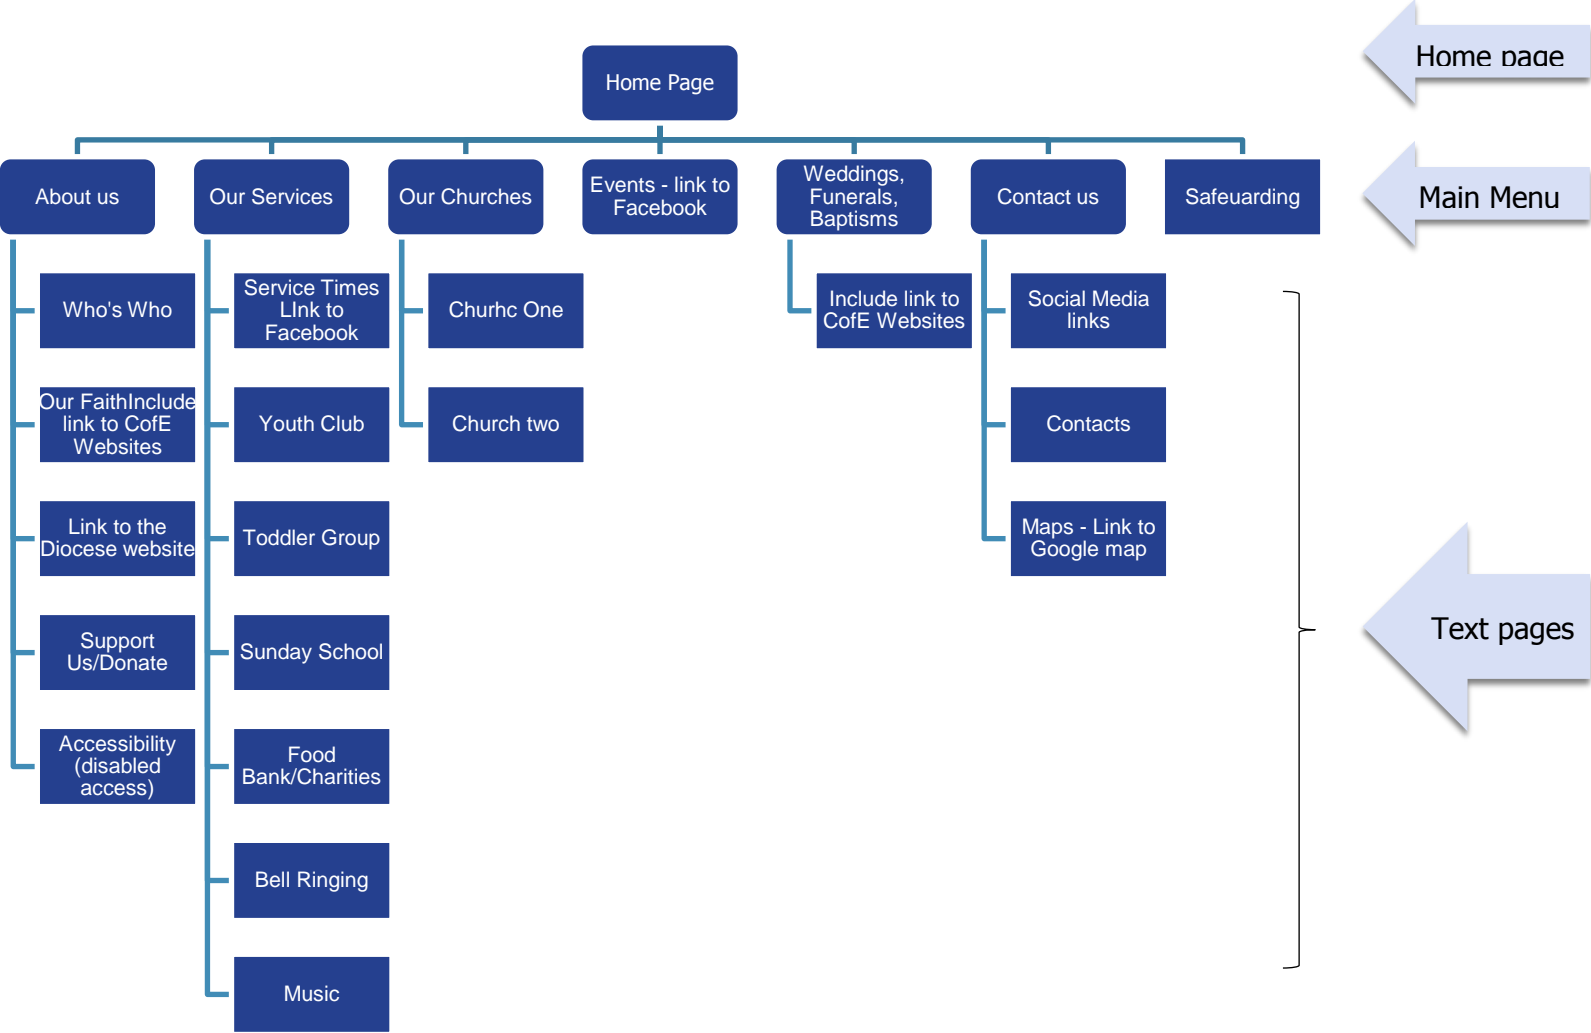 Home page
Home Page
About us
Our Services
Our Churches
Events - link to
Facebook
Weddings,
Funerals,
Baptisms
Contact us
Safeuarding
Main Menu
Who's Who
Service Times
LInk to
Facebook
Churhc One
Include link to
CofE Websites
Social Media
links
Our FaithInclude
link to CofE
Websites
Youth Club
Church two
Contacts
Link to the
Diocese website
Toddler Group
Maps - Link to
Google map
Text pages
Support
Us/Donate
Sunday School
Accessibility
(disabled
access)
Food
Bank/Charities
Bell Ringing
Music